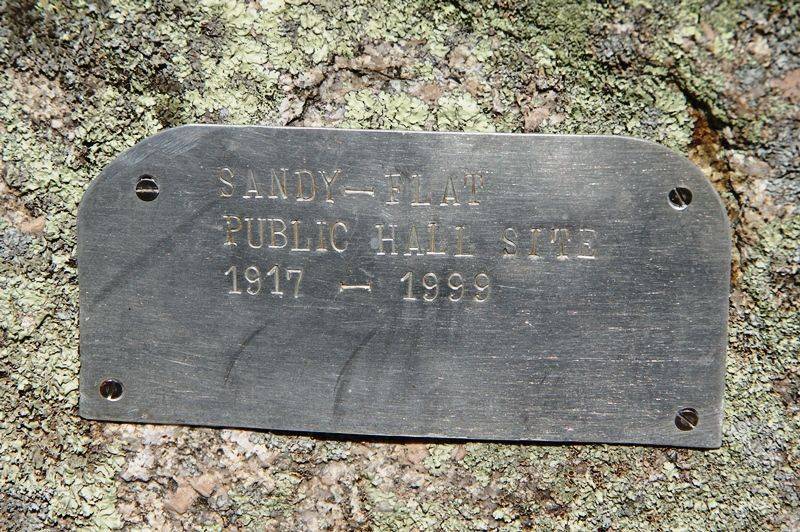 SANDY-FLAT
PUBLIC HALL SITE
1917 - 1999